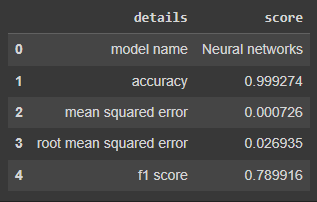 details score
0 model name Neural networks
1 accuracy 0.999274
2 mean squared error 0.000726
3 root mean squared error 0.026935
4 f1 score 0.789916